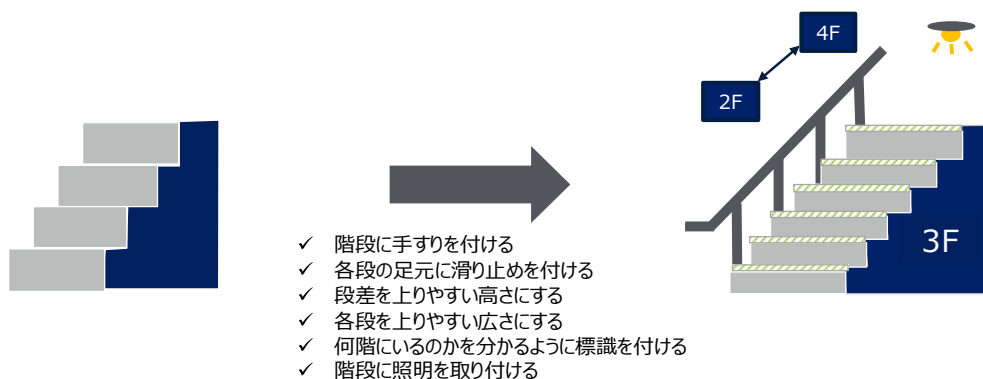 4F
2F
3F
✓ 階段に手すりを付ける
✓ 各段の足元に滑り止めを付ける
✓ 段差を上りやすい高さにする
✓ 各段を上りやすい広さにする
✓ 何階にいるのかを分かるように標識を付ける
✓ 階段に照明を取り付ける